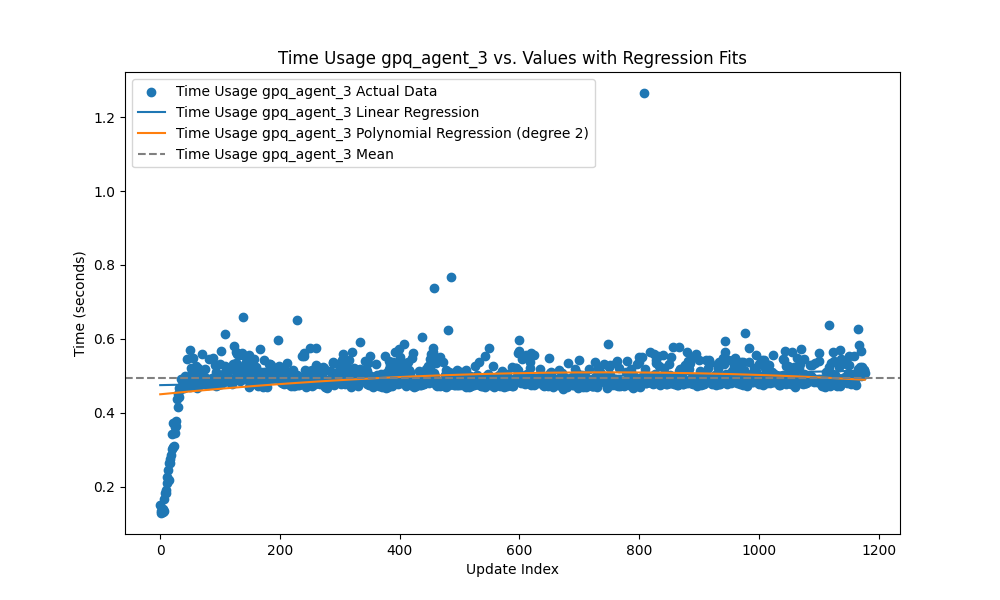 Time Usage gpq_agent_3 vs. Values with Regression Fits
Time Usage gpq_agent_3 Actual Data
Time Usage gpq_agent_3 Linear Regression
Time Usage gpq_agent_3 Polynomial Regression (degree 2)
Time Usage gpq_agent_3 Mean
Time (seconds)
1.2
1.0
0.8
0.6
0.4
0.2
0 200 400 600 800 1000 1200
Update Index